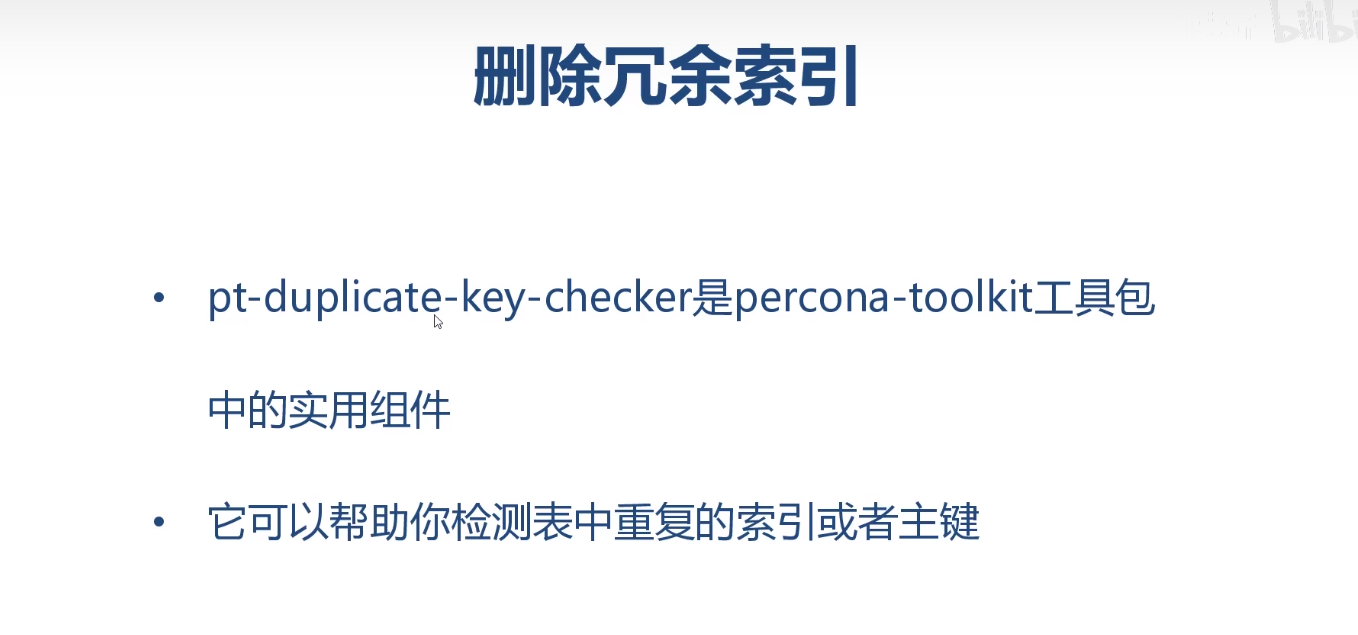 删除冗余索引
bilibi
• pt-duplicate-key-checker是percona-toolkit工具包
中的实用组件
• 它可以帮助你检测表中重复的索引或者主键